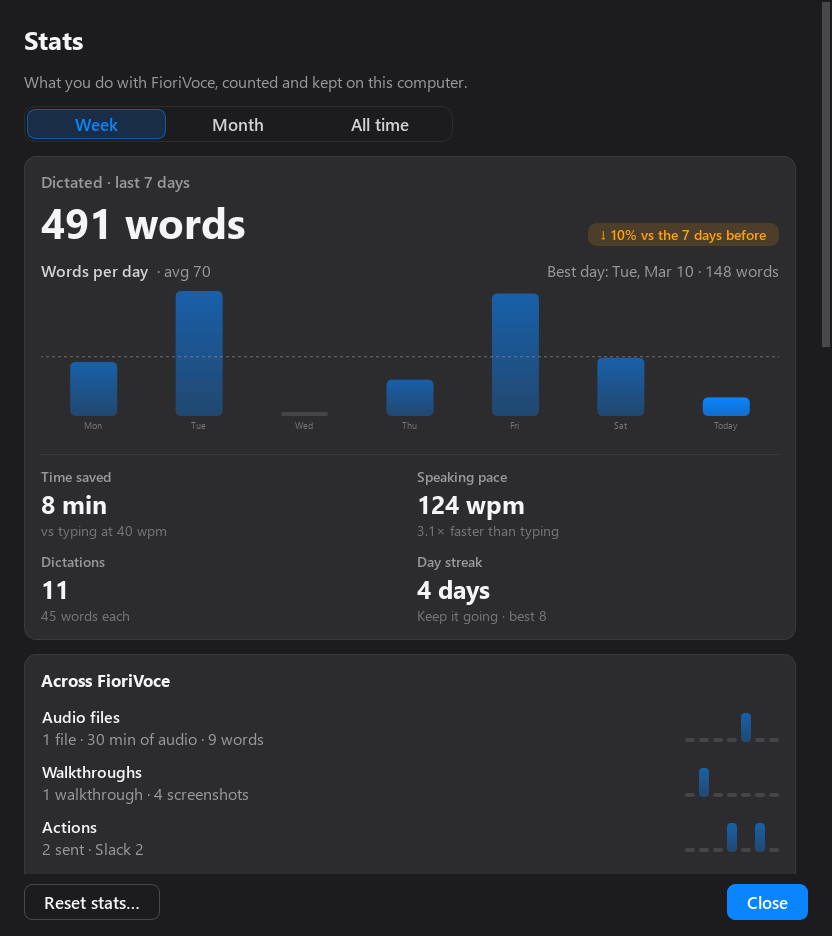 Stats
What you do with FioriVoce, counted and kept on this computer.
Week Month All time
Dictated · last 7 days
491 words
↓ 10% vs the 7 days before
Words per day · avg 70
Best day: Tue, Mar 10 · 148 words
Mon Tue Wed Thu Fri Sat Today
Time saved
8 min
vs typing at 40 wpm
Speaking pace
124 wpm
3.1× faster than typing
Dictations
11
45 words each
Day streak
4 days
Keep it going · best 8
Across FioriVoce
Audio files
1 file · 30 min of audio · 9 words
Walkthroughs
1 walkthrough · 4 screenshots
Actions
2 sent · Slack 2
Reset stats...
Close